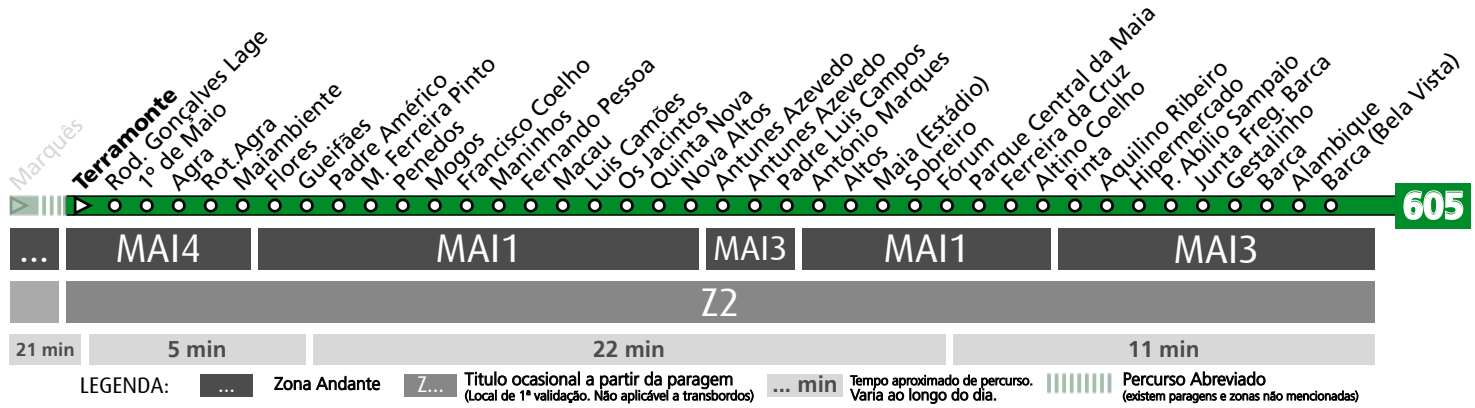 Marquês
Terramonte
Rod. Gonçalves Lage
1º de Maio
Agra
Rot.Agra
Maiambiente
Flores
Gueifães
Padre Américo
M. Ferreira Pinto
Penedos
Mogos
Francisco Coelho
Maninhos
Fernando Pessoa
Macau
Luis Camões
Os Jacintos
Quinta Nova
Nova Altos
Antunes Azevedo
Antunes Azevedo
Padre Luis Campos
António Marques
Altos
Maia (Estádio)
Sobreiro
Fórum
Parque Central da Maia
Ferreira da Cruz
Altino Coelho
Pinta
Aquilino Ribeiro
Hipermercado
P. Abílio Sampaio
Junta Freg. Barca
Gestalinho
Barca
Alambique
Barca (Bela Vista)
605
... MAI4 MAI1 MAI3 MAI1 MAI3
Z2
21 min 5 min 22 min 11 min
LEGENDA:
...
Zona Andante
Z...
Titulo ocasional a partir da paragem
(Local de 1ª validação. Não aplicável a transbordos)
... min
Tempo aproximado de percurso.
Varia ao longo do dia.
Percurso Abreviado
(existem paragens e zonas não mencionadas)